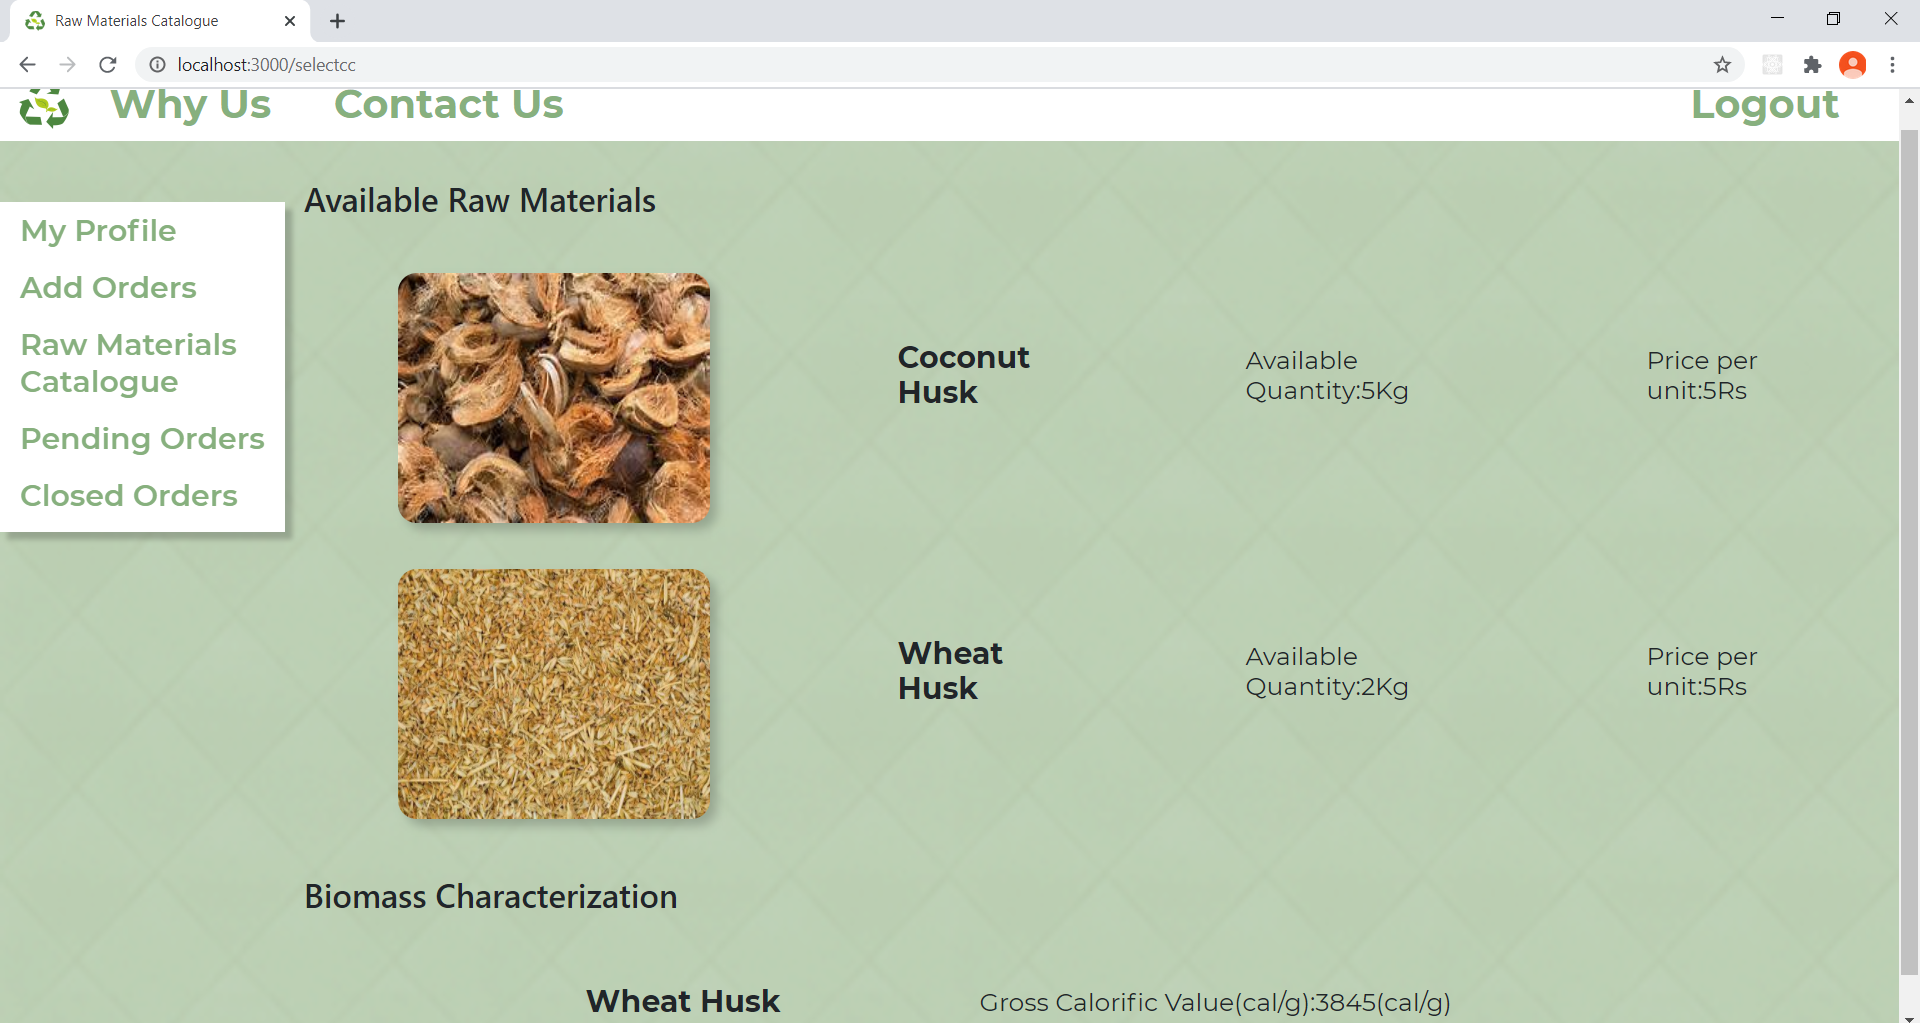 Raw Materials Catalogue
localhost:3000/selectcc
Why Us
Contact Us
Logout
My Profile
Add Orders
Raw Materials
Catalogue
Pending Orders
Closed Orders
Available Raw Materials
Coconut
Husk
Available
Quantity:5Kg
Price per
unit:5Rs
Wheat
Husk
Available
Quantity:2Kg
Price per
unit:5Rs
Biomass Characterization
Wheat Husk
Gross Calorific Value(cal/g):3845(cal/g)